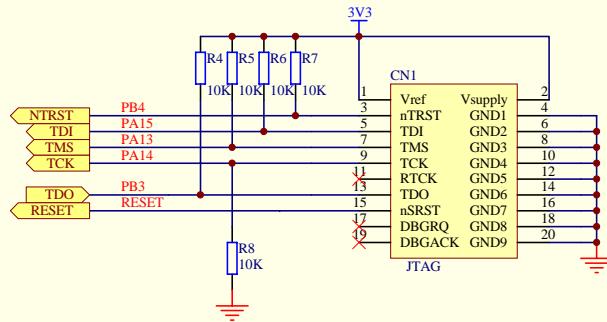 3V3
R4 R5 R6 R7
10K 10K 10K 10K
CN1
1 Vref Vsupply 2
NTRST PB4 3 nTRST GND1 4
TDI PA15 5 TDI GND2 6
TMS PA13 7 TMS GND3 8
TCK PA14 9 TCK GND4 10
11 RTCK GND5 12
TDO PB3 13 TDO GND6 14
RESET RESET 15 nSRST GND7 16
17 DBGRQ GND8 18
19 DBGACK GND9 20
R8
10K
JTAG